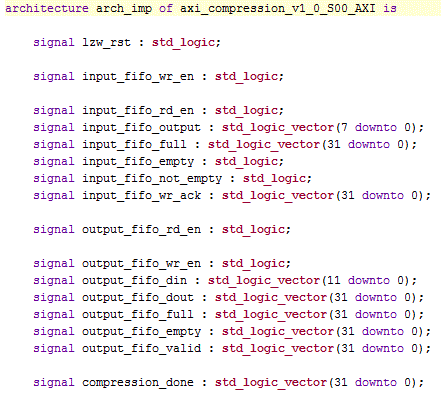 architecture arch_imp of axi_compression_v1_0_S00_AXI is
signal lzw_rst : std_logic;
signal input_fifo_wr_en : std_logic;
signal input_fifo_rd_en : std_logic;
signal input_fifo_output : std_logic_vector(7 downto 0);
signal input_fifo_full : std_logic_vector(31 downto 0);
signal input_fifo_empty : std_logic;
signal input_fifo_not_empty : std_logic;
signal input_fifo_wr_ack : std_logic_vector(31 downto 0);
signal output_fifo_rd_en : std_logic;
signal output_fifo_wr_en : std_logic;
signal output_fifo_din : std_logic_vector(11 downto 0);
signal output_fifo_dout : std_logic_vector(31 downto 0);
signal output_fifo_full : std_logic_vector(31 downto 0);
signal output_fifo_empty : std_logic_vector(31 downto 0);
signal output_fifo_valid : std_logic_vector(31 downto 0);
signal compression_done : std_logic_vector(31 downto 0);